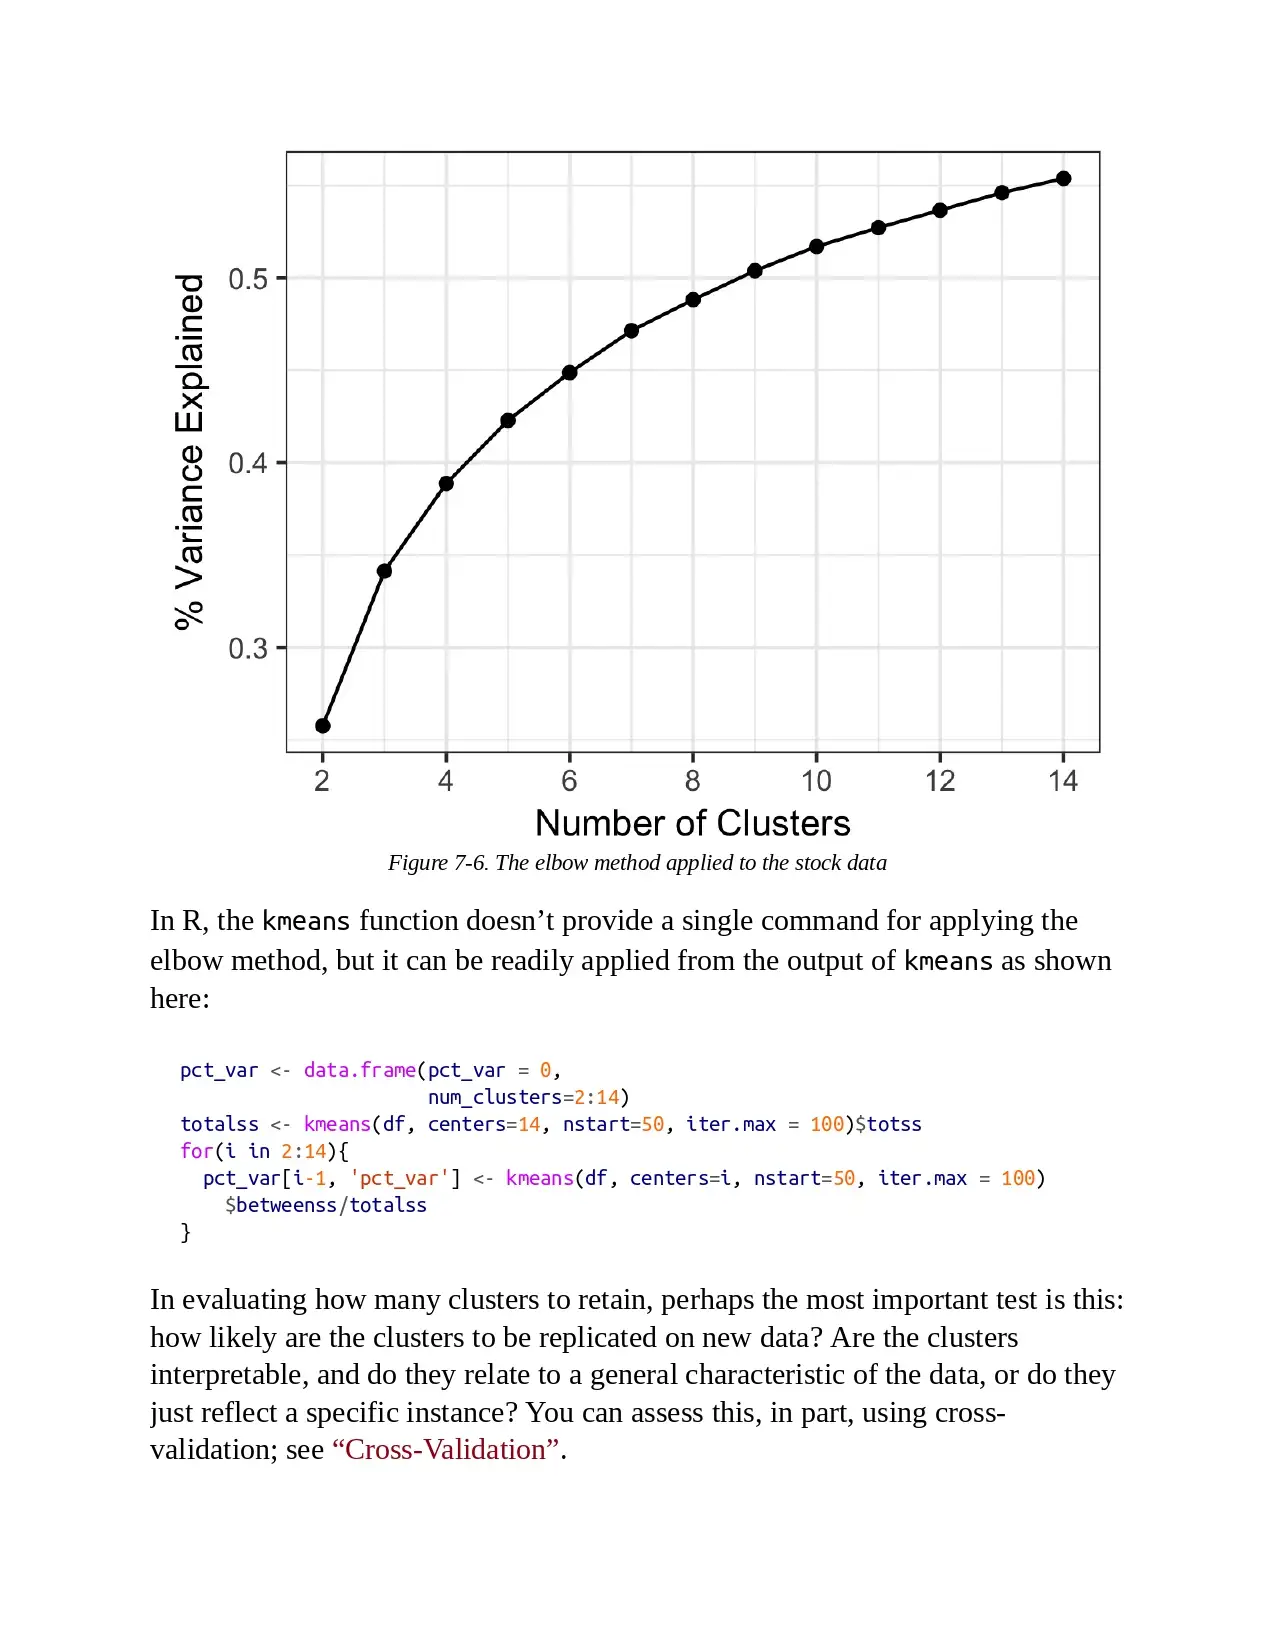 % Variance Explained
0.5
0.4
0.3
2 4 6 8 10 12 14
Number of Clusters
Figure 7-6. The elbow method applied to the stock data
In R, the kmeans function doesn’t provide a single command for applying the
elbow method, but it can be readily applied from the output of kmeans as shown
here:
pct_var <- data.frame(pct_var = 0,
                      num_clusters=2:14)
totalss <- kmeans(df, centers=14, nstart=50, iter.max = 100)$totss
for(i in 2:14){
  pct_var[i-1, 'pct_var'] <- kmeans(df, centers=i, nstart=50, iter.max = 100)
    $betweenss/totalss
}
In evaluating how many clusters to retain, perhaps the most important test is this:
how likely are the clusters to be replicated on new data? Are the clusters
interpretable, and do they relate to a general characteristic of the data, or do they
just reflect a specific instance? You can assess this, in part, using cross-
validation; see “Cross-Validation”.